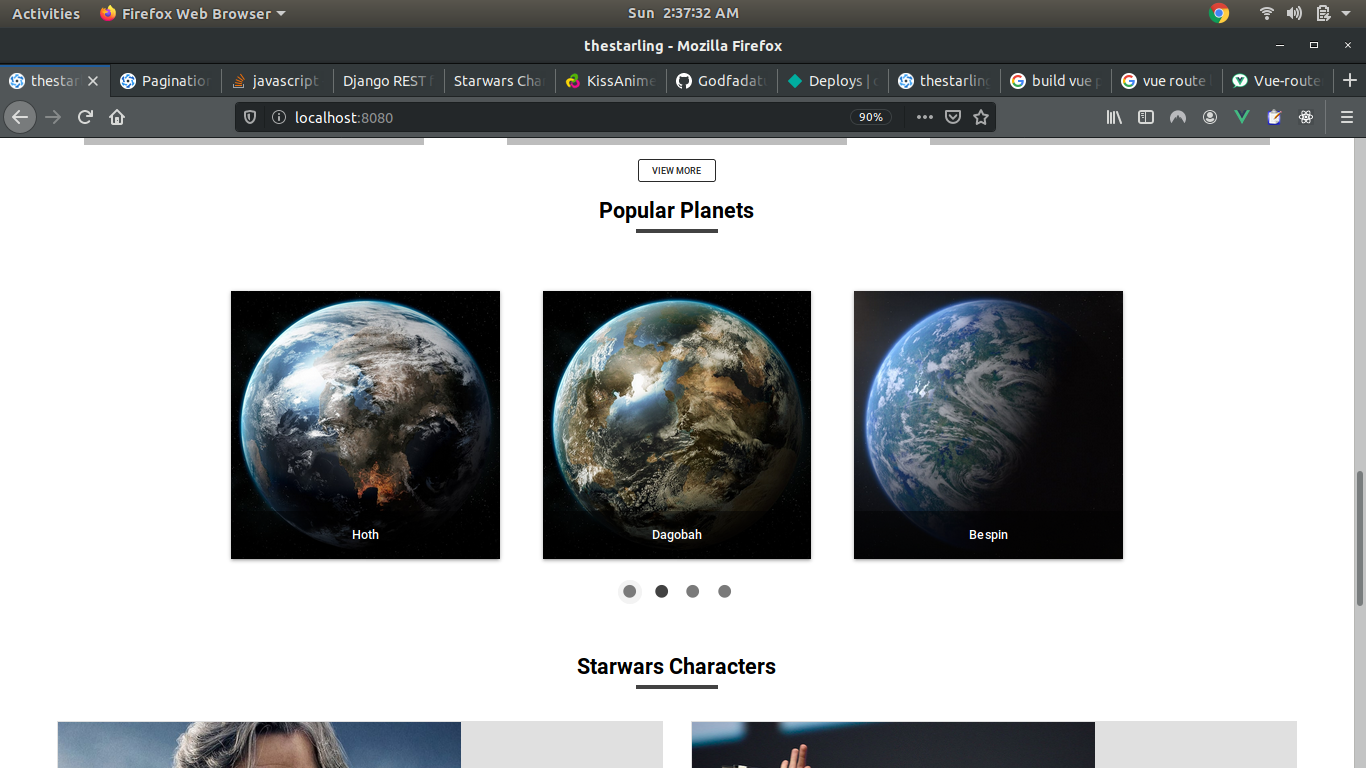 Activities Firefox Web Browser Sun 2:37:32 AM
thestarling - Mozilla Firefox
thestar Paginatio javascript Django REST f Starwars Cha KissAnime Godfadat Deploys | thestarling build vue p vue route Vue-route
localhost:8080 90%
VIEW MORE
Popular Planets
Hoth Dagobah Bespin
Starwars Characters